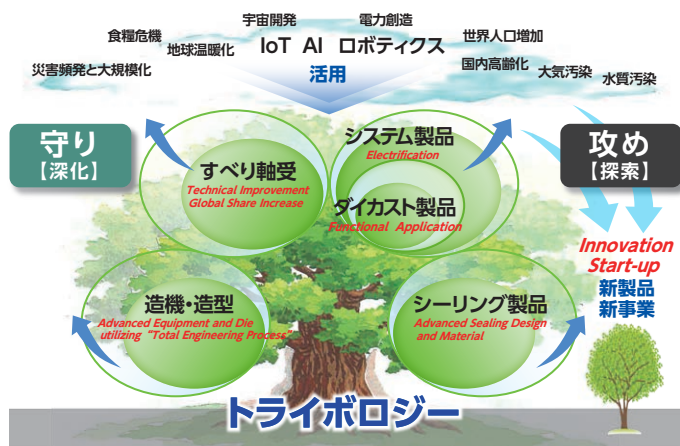 宇宙開発
電力創造
食糧危機
地球温暖化
IoT AI ロボティクス
世界人口増加
災害頻発と大規模化
活用
国内高齢化
大気汚染
水質汚染
守り
【深化】
すべり軸受
Technical Improvement
Global Share Increase
システム製品
Electrification
ダイカスト製品
Functional Application
攻め
【探索】
Innovation
Start-up
新製品
新事業
造機・造型
Advanced Equipment and Die
utilizing “Total Engineering Process”
シーリング製品
Advanced Sealing Design
and Material
トライボロジー